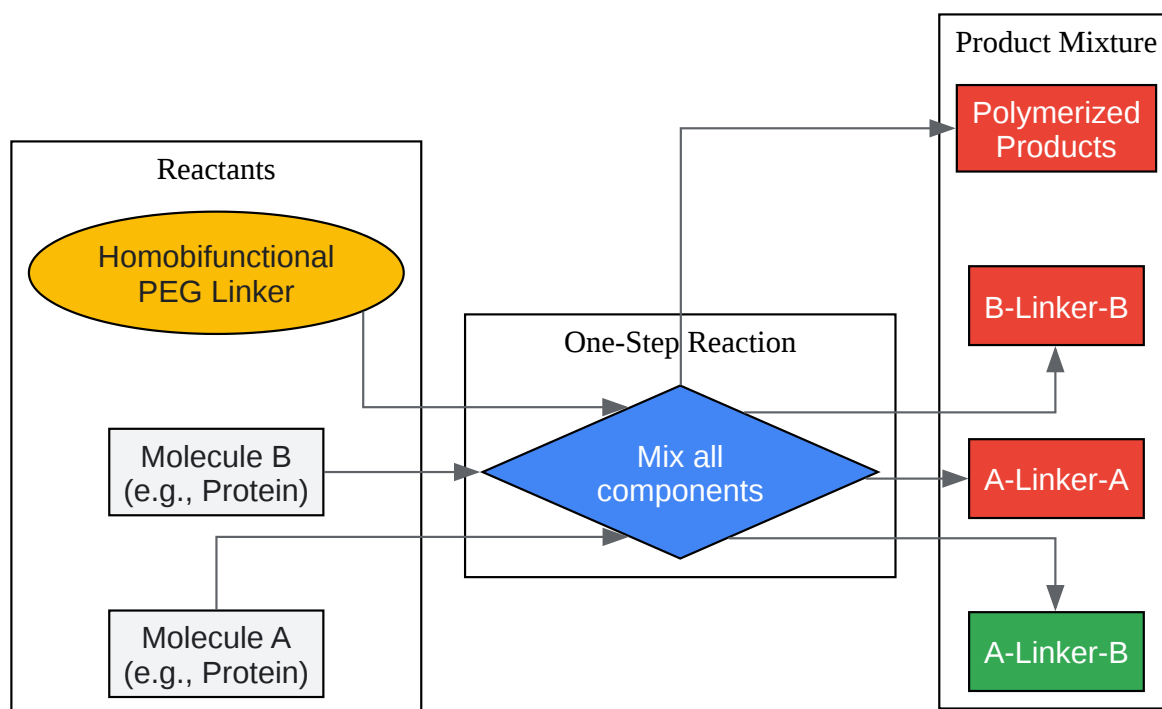 Reactants
Homobifunctional
PEG Linker
Molecule B
(e.g., Protein)
Molecule A
(e.g., Protein)
One-Step Reaction
Mix all
components
Product Mixture
Polymerized
Products
B-Linker-B
A-Linker-A
A-Linker-B